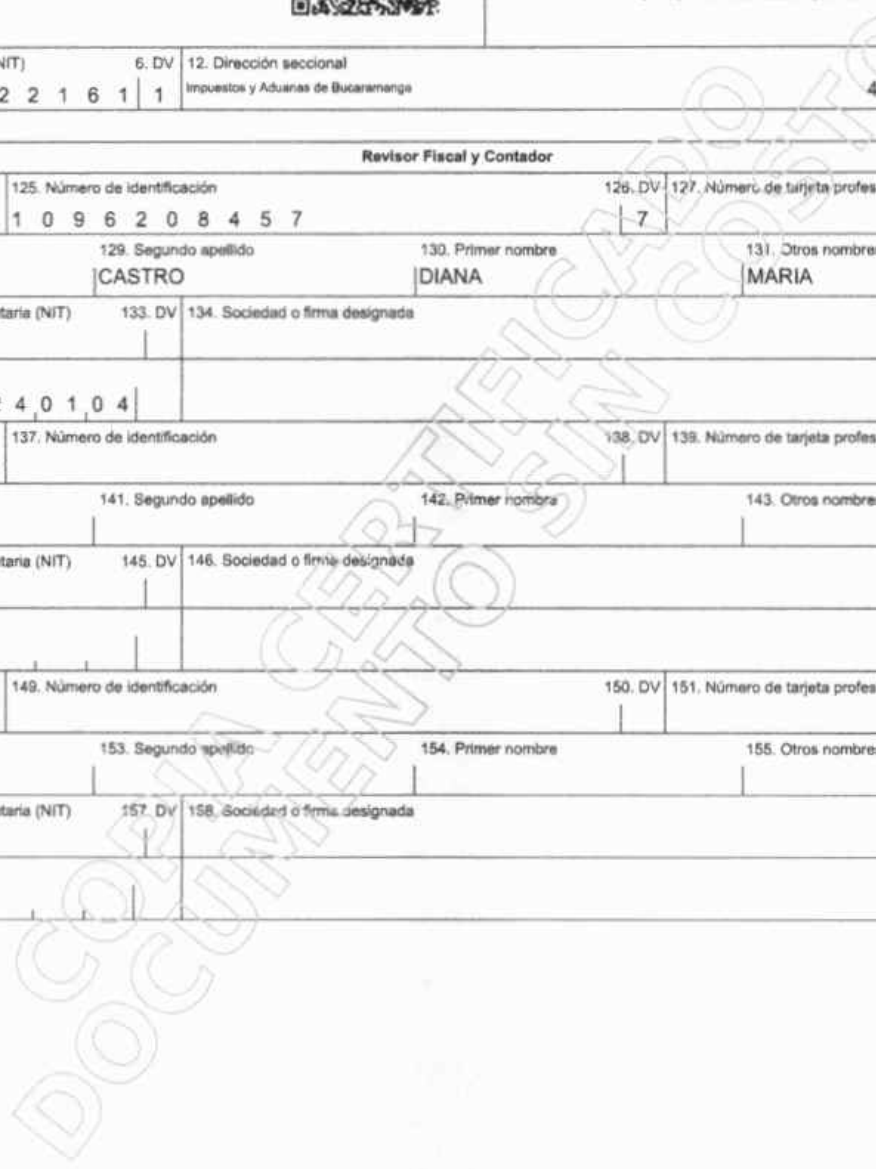 NIT) 6. DV 12. Dirección seccional
2 2 1 6 1 1 Impuestos y Aduanas de Bucaramanga 4
Revisor Fiscal y Contador
125. Número de identificación 126. DV 127. Número de tarjeta profes
1 0 9 6 2 0 8 4 5 7 7
129. Segundo apellido 130. Primer nombre 131. Otros nombres
CASTRO DIANA MARIA
taria (NIT) 133. DV 134. Sociedad o firma designada
4 0 1 0 4
137. Número de identificación 138. DV 139. Número de tarjeta profes
141. Segundo apellido 142. Primer nombre 143. Otros nombres
taria (NIT) 145. DV 146. Sociedad o firma designada
149. Número de identificación 150. DV 151. Número de tarjeta profes
153. Segundo apellido 154. Primer nombre 155. Otros nombres
taria (NIT) 157. DV 158. Sociedad o firma designada
COPIA CERTIFICADO
DOCUMENTO SIN COSTO